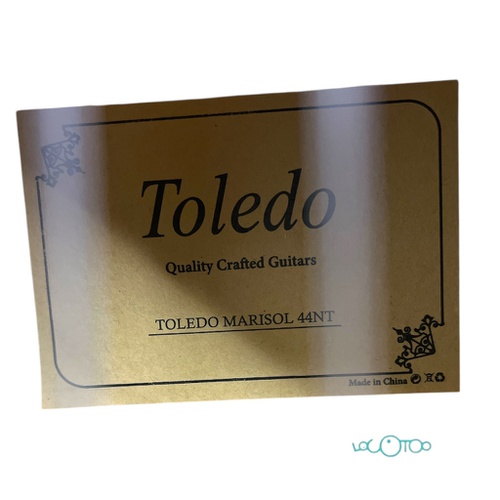 Toledo
Quality Crafted Guitars
TOLEDO MARISOL 44NT
Made in China
LOCOTOO